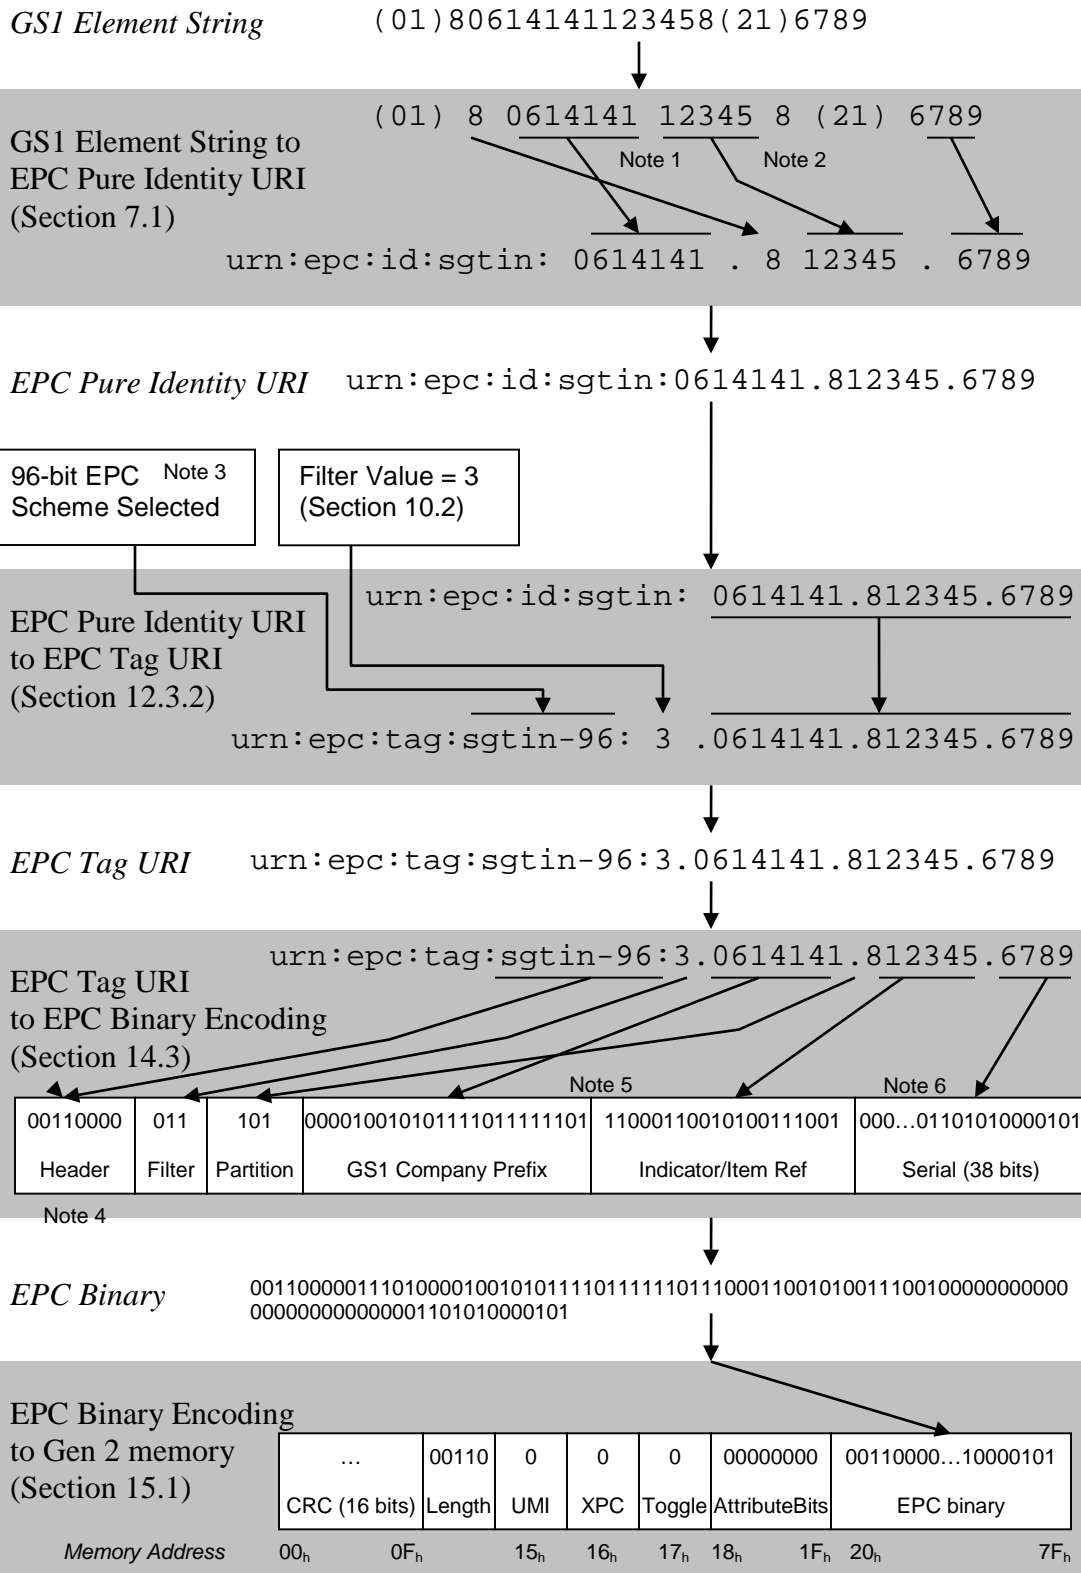 GS1 Element String (01)80614141123458(21)6789
(01) 8 0614141 12345 8 (21) 6789
GS1 Element String to
EPC Pure Identity URI
(Section 7.1)
Note 1 Note 2
urn:epc:id:sgtin: 0614141 . 8 12345 . 6789
EPC Pure Identity URI urn:epc:id:sgtin:0614141.812345.6789
96-bit EPC Note 3
Scheme Selected
Filter Value = 3
(Section 10.2)
urn:epc:id:sgtin: 0614141.812345.6789
EPC Pure Identity URI
to EPC Tag URI
(Section 12.3.2)
urn:epc:tag:sgtin-96: 3 .0614141.812345.6789
EPC Tag URI urn:epc:tag:sgtin-96:3.0614141.812345.6789
urn:epc:tag:sgtin-96:3.0614141.812345.6789
EPC Tag URI
to EPC Binary Encoding
(Section 14.3)
Note 5 Note 6
00110000 011 101 000010010101111011111101 11000110010100111001 000…01101010000101
Header Filter Partition GS1 Company Prefix Indicator/Item Ref Serial (38 bits)
Note 4
EPC Binary
001100000111010000100101011110111111011100011001010011100100000000000
000000000000001101010000101
EPC Binary Encoding
to Gen 2 memory
(Section 15.1)
… 00110 0 0 0 00000000 00110000…10000101
CRC (16 bits) Length UMI XPC Toggle AttributeBits EPC binary
Memory Address 00h 0Fh 15h 16h 17h 18h 1Fh 20h 7Fh